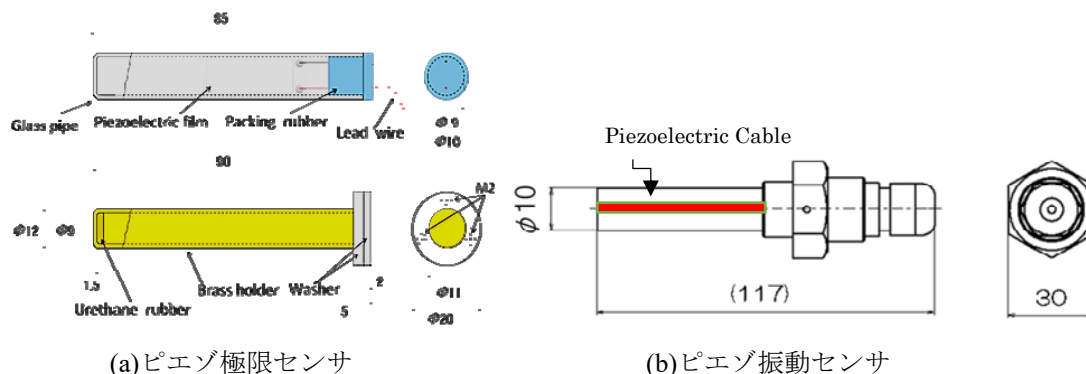 85
Glass pipe
Piezoelectric film
Packing rubber
Lead wire
Φ9
Φ10
90
M2
Φ12
Φ9
1.5
Urethane rubber
Brass holder
Washer
2
5
Φ11
Φ20
(a)ピエゾ極限センサ
Piezoelectric Cable
φ10
(117)
30
(b)ピエゾ振動センサ